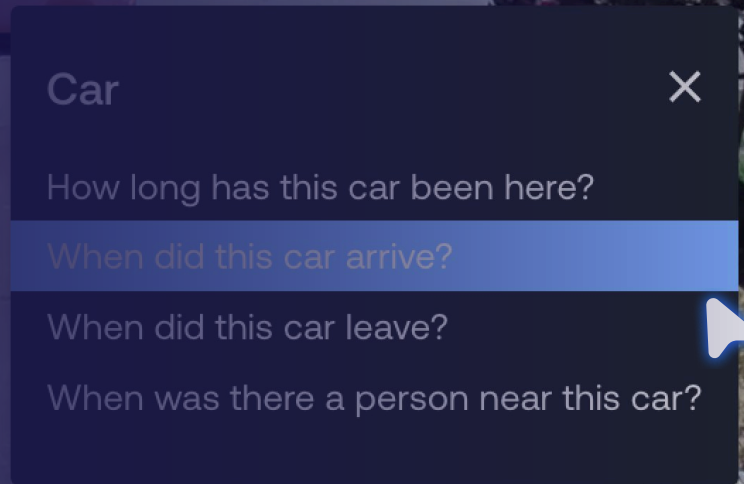 Car
How long has this car been here?
When did this car arrive?
When did this car leave?
When was there a person near this car?